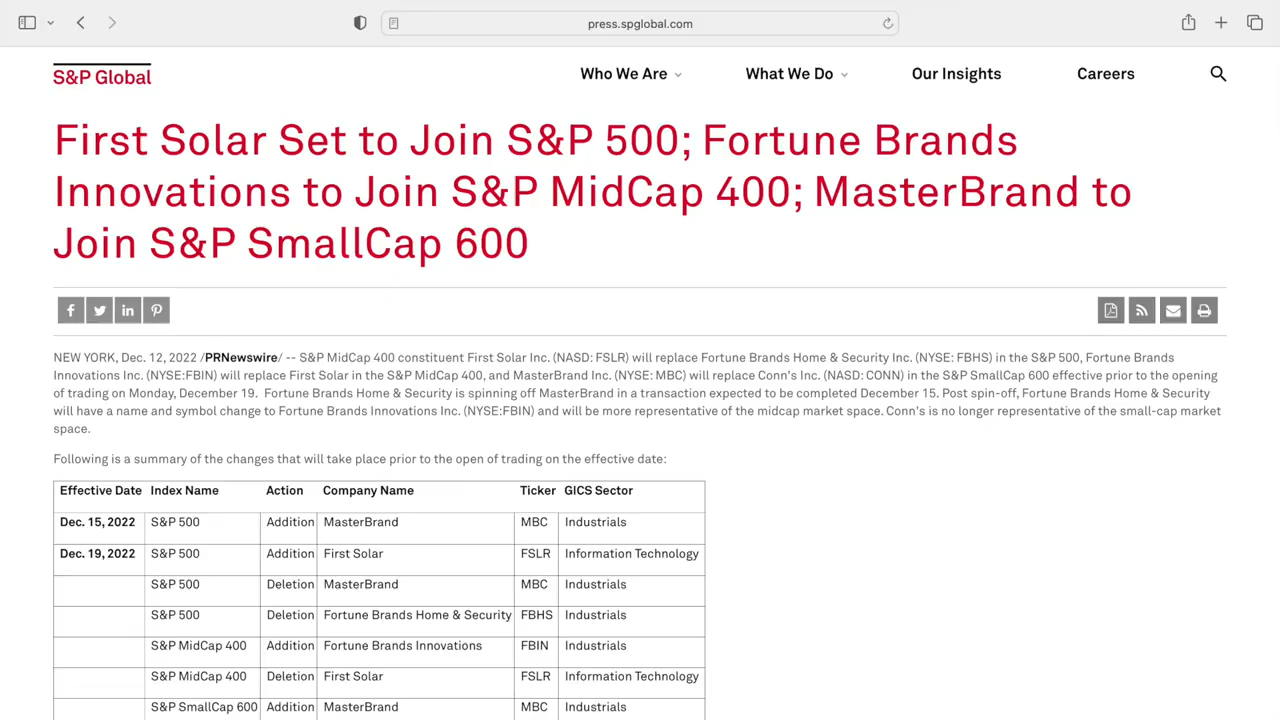 press.spglobal.com
S&P Global
Who We Are
What We Do
Our Insights
Careers
First Solar Set to Join S&P 500; Fortune Brands
Innovations to Join S&P MidCap 400; MasterBrand to
Join S&P SmallCap 600
NEW YORK, Dec. 12, 2022 /PRNewswire/ -- S&P MidCap 400 constituent First Solar Inc. (NASD: FSLR) will replace Fortune Brands Home & Security Inc. (NYSE: FBHS) in the S&P 500, Fortune Brands
Innovations Inc. (NYSE:FBIN) will replace First Solar in the S&P MidCap 400, and MasterBrand Inc. (NYSE: MBC) will replace Conn's Inc. (NASD: CONN) in the S&P SmallCap 600 effective prior to the opening
of trading on Monday, December 19. Fortune Brands Home & Security is spinning off MasterBrand in a transaction expected to be completed December 15. Post spin-off, Fortune Brands Home & Security
will have a name and symbol change to Fortune Brands Innovations Inc. (NYSE:FBIN) and will be more representative of the midcap market space. Conn's is no longer representative of the small-cap market
space.
Following is a summary of the changes that will take place prior to the open of trading on the effective date:
Effective Date Index Name Action Company Name Ticker GICS Sector
Dec. 15, 2022 S&P 500 Addition MasterBrand MBC Industrials
Dec. 19, 2022 S&P 500 Addition First Solar FSLR Information Technology
S&P 500 Deletion MasterBrand MBC Industrials
S&P 500 Deletion Fortune Brands Home & Security FBHS Industrials
S&P MidCap 400 Addition Fortune Brands Innovations FBIN Industrials
S&P MidCap 400 Deletion First Solar FSLR Information Technology
S&P SmallCap 600 Addition MasterBrand MBC Industrials